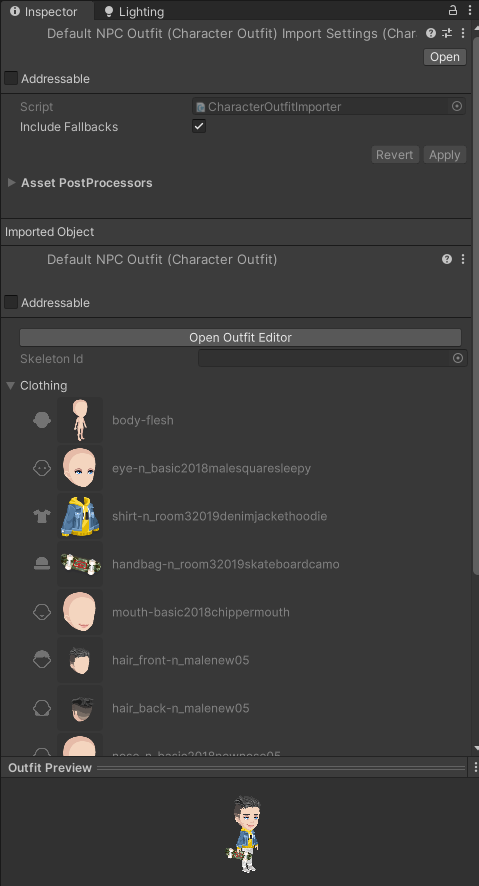 Inspector
Lighting
Default NPC Outfit (Character Outfit) Import Settings (Char
Open
Addressable
Script
CharacterOutfitImporter
Include Fallbacks
Revert
Apply
Asset PostProcessors
Imported Object
Default NPC Outfit (Character Outfit)
Addressable
Open Outfit Editor
Skeleton Id
Clothing
body-flesh
eye-n_basic2018malesquaresleepy
shirt-n_room32019denimjackethoodie
handbag-n_room32019skateboardcamo
mouth-basic2018chippermouth
hair_front-n_malenew05
hair_back-n_malenew05
nose-n_basic2018newnose05
Outfit Preview